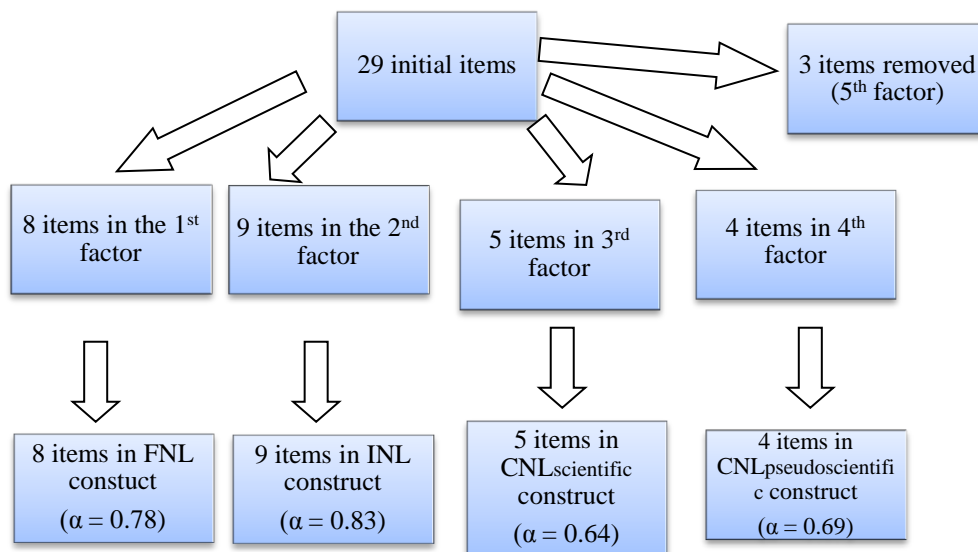 29 initial items
3 items removed
(5th factor)
8 items in the 1st
factor
9 items in the 2nd
factor
5 items in 3rd
factor
4 items in 4th
factor
8 items in FNL
constuct
(α = 0.78)
9 items in INL
construct
(α = 0.83)
5 items in
CNLscientific
construct
(α = 0.64)
4 items in
CNLpseudoscientifi
c construct
(α = 0.69)